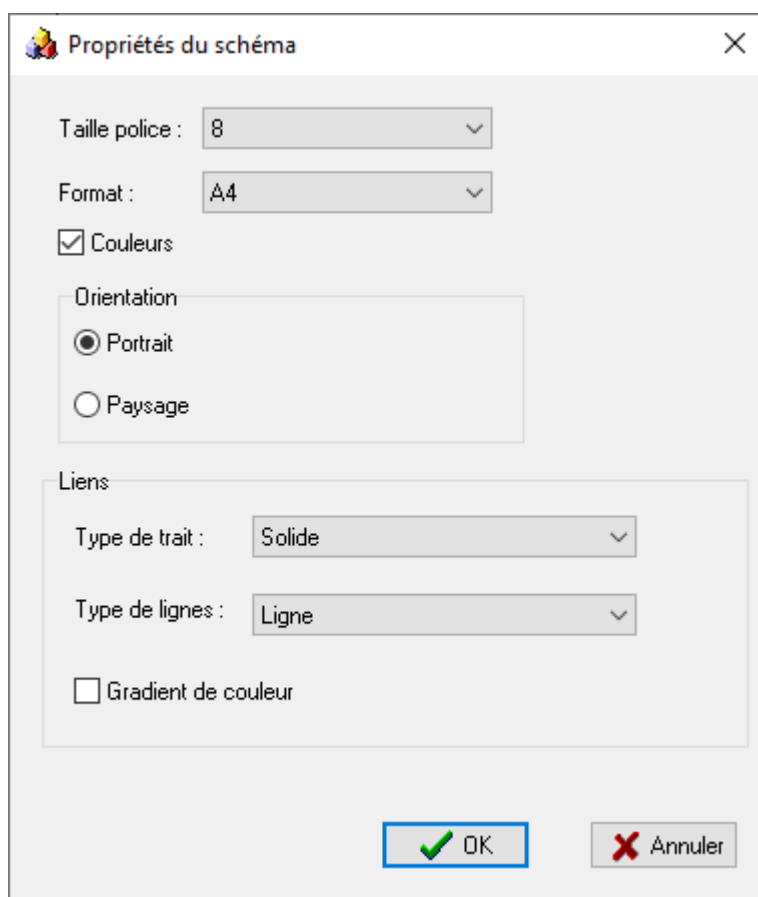 Propriétés du schéma
Taille police : 8
Format : A4
Couleurs
Orientation
Portrait
Paysage
Liens
Type de trait : Solide
Type de lignes : Ligne
Gradient de couleur
OK Annuler